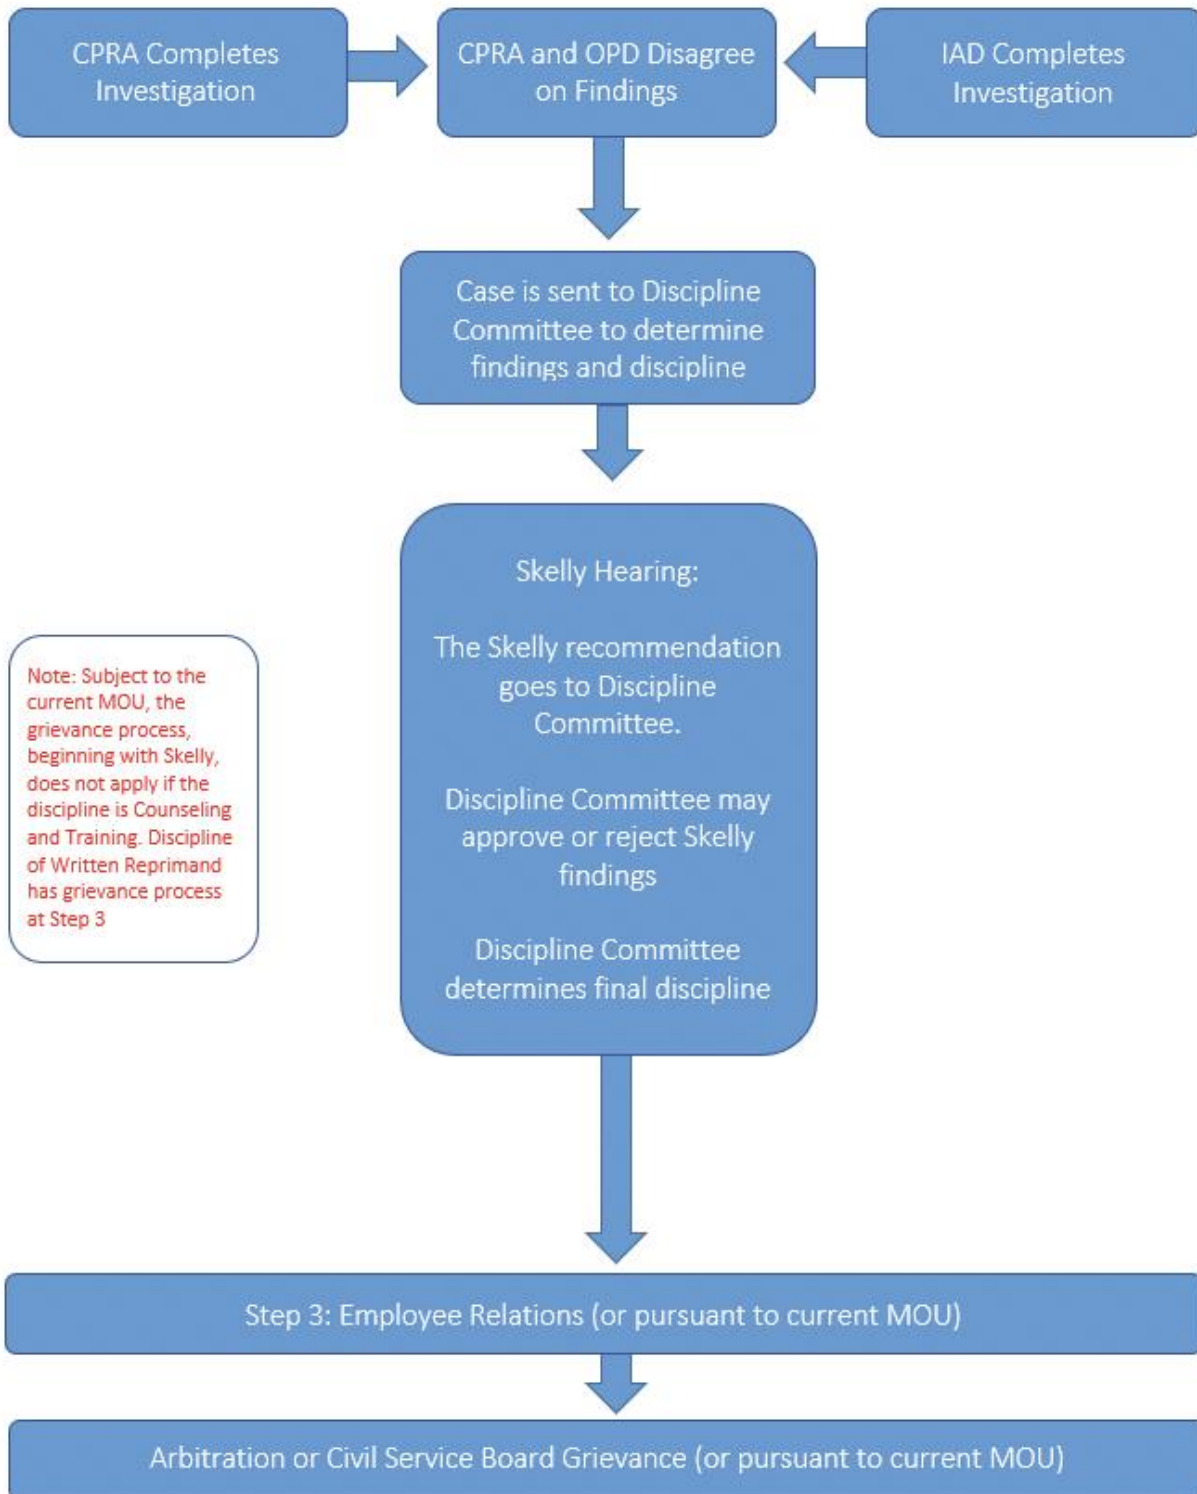 CPRA Completes
Investigation
CPRA and OPD Disagree
on Findings
IAD Completes
Investigation
Case is sent to Discipline
Committee to determine
findings and discipline
Skelly Hearing:
The Skelly recommendation
goes to Discipline
Committee.
Discipline Committee may
approve or reject Skelly
findings
Discipline Committee
determines final discipline
Note: Subject to the
current MOU, the
grievance process,
beginning with Skelly,
does not apply if the
discipline is Counseling
and Training. Discipline
of Written Reprimand
has grievance process
at Step 3
Step 3: Employee Relations (or pursuant to current MOU)
Arbitration or Civil Service Board Grievance (or pursuant to current MOU)